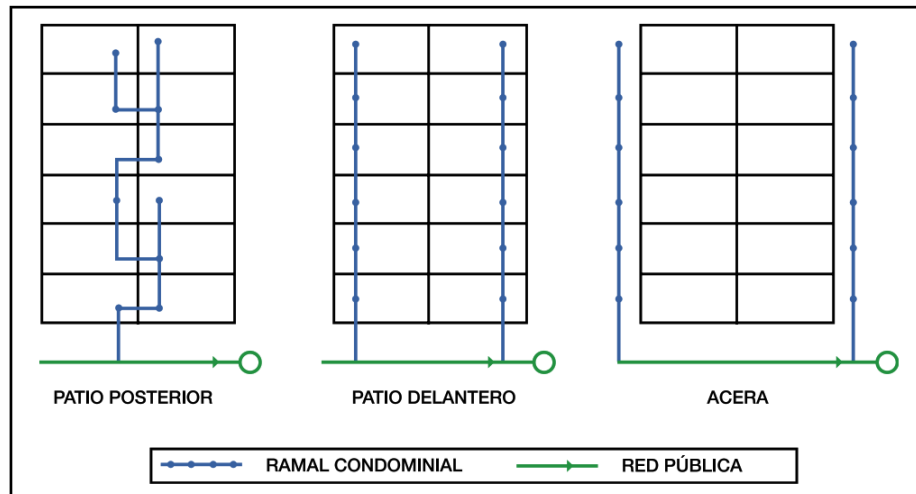 PATIO POSTERIOR
PATIO DELANTERO
ACERA
RAMAL CONDOMINIAL
RED PÚBLICA